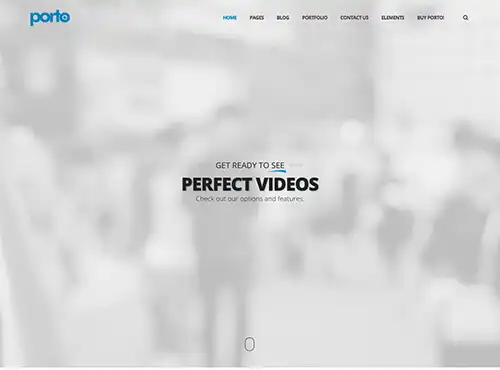 porto
HOME PAGES BLOG PORTFOLIO CONTACT US ELEMENTS BUY PORTO!
GET READY TO SEE
PERFECT VIDEOS
Check out our options and features.